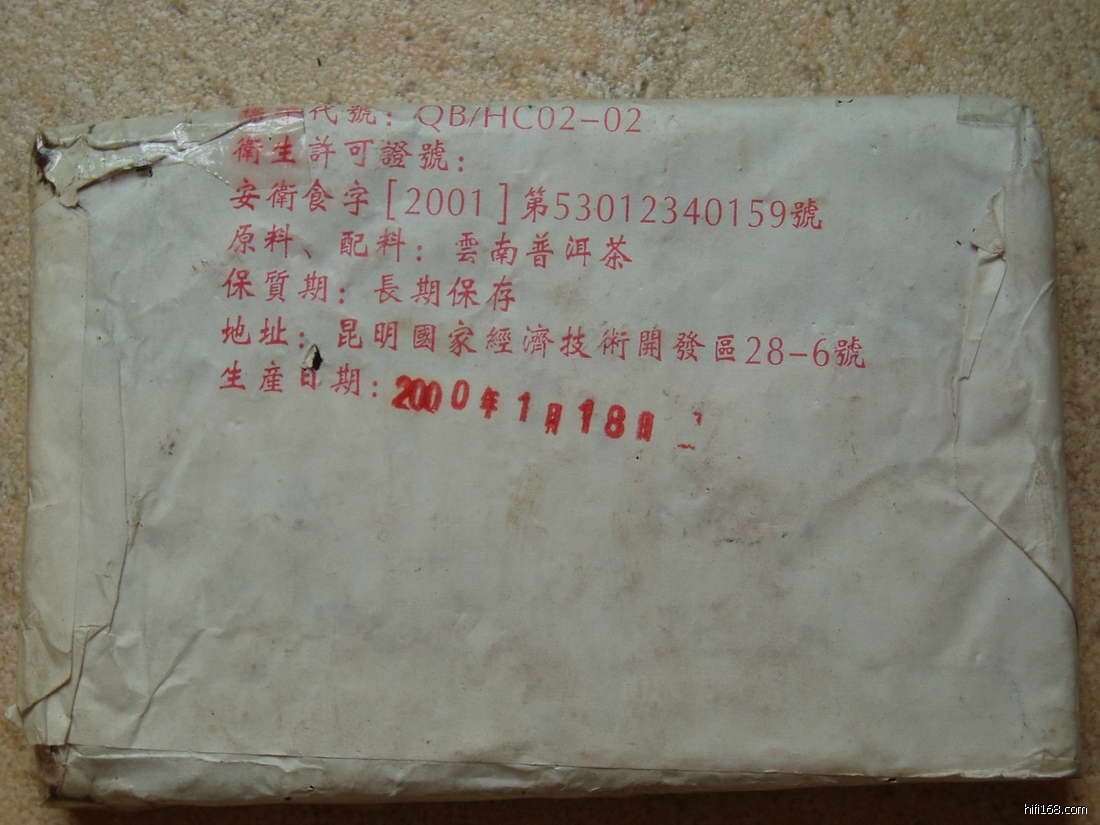 代號：QB/HC02-02
衛生許可證號：
安衛食字[2001]第53012340159號
原料、配料：雲南普洱茶
保質期：長期保存
地址：昆明國家經濟技術開發區28-6號
生産日期：2000年1月18日
hifi168.com